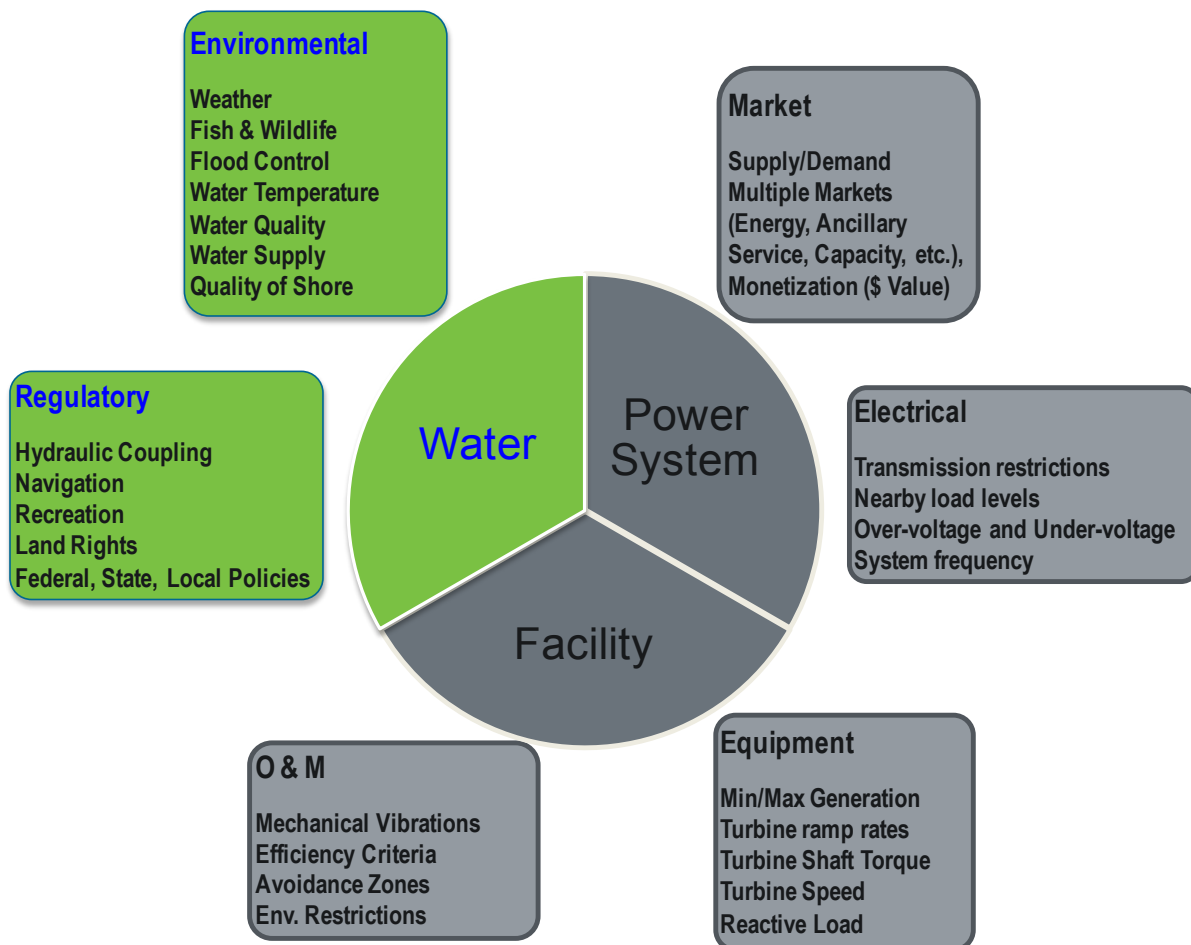 Environmental
Weather
Fish & Wildlife
Flood Control
Water Temperature
Water Quality
Water Supply
Quality of Shore
Market
Supply/Demand
Multiple Markets
(Energy, Ancillary
Service, Capacity, etc.),
Monetization ($ Value)
Regulatory
Hydraulic Coupling
Navigation
Recreation
Land Rights
Federal, State, Local Policies
Water
Power
System
Facility
Electrical
Transmission restrictions
Nearby load levels
Over-voltage and Under-voltage
System frequency
O & M
Mechanical Vibrations
Efficiency Criteria
Avoidance Zones
Env. Restrictions
Equipment
Min/Max Generation
Turbine ramp rates
Turbine Shaft Torque
Turbine Speed
Reactive Load